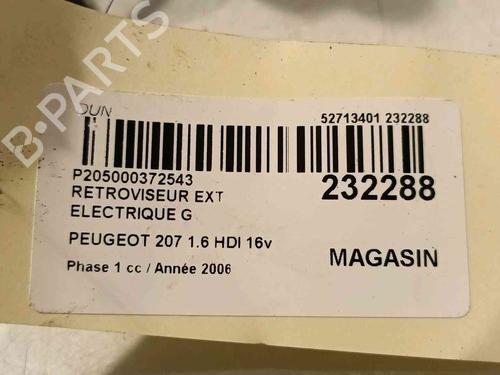 DUN
52713401 232288
P205000372543
RETROVISEUR EXT
ELECTRIQUE G
232288
PEUGEOT 207 1.6 HDI 16v
MAGASIN
Phase 1 cc / Année 2006
B-PARTS